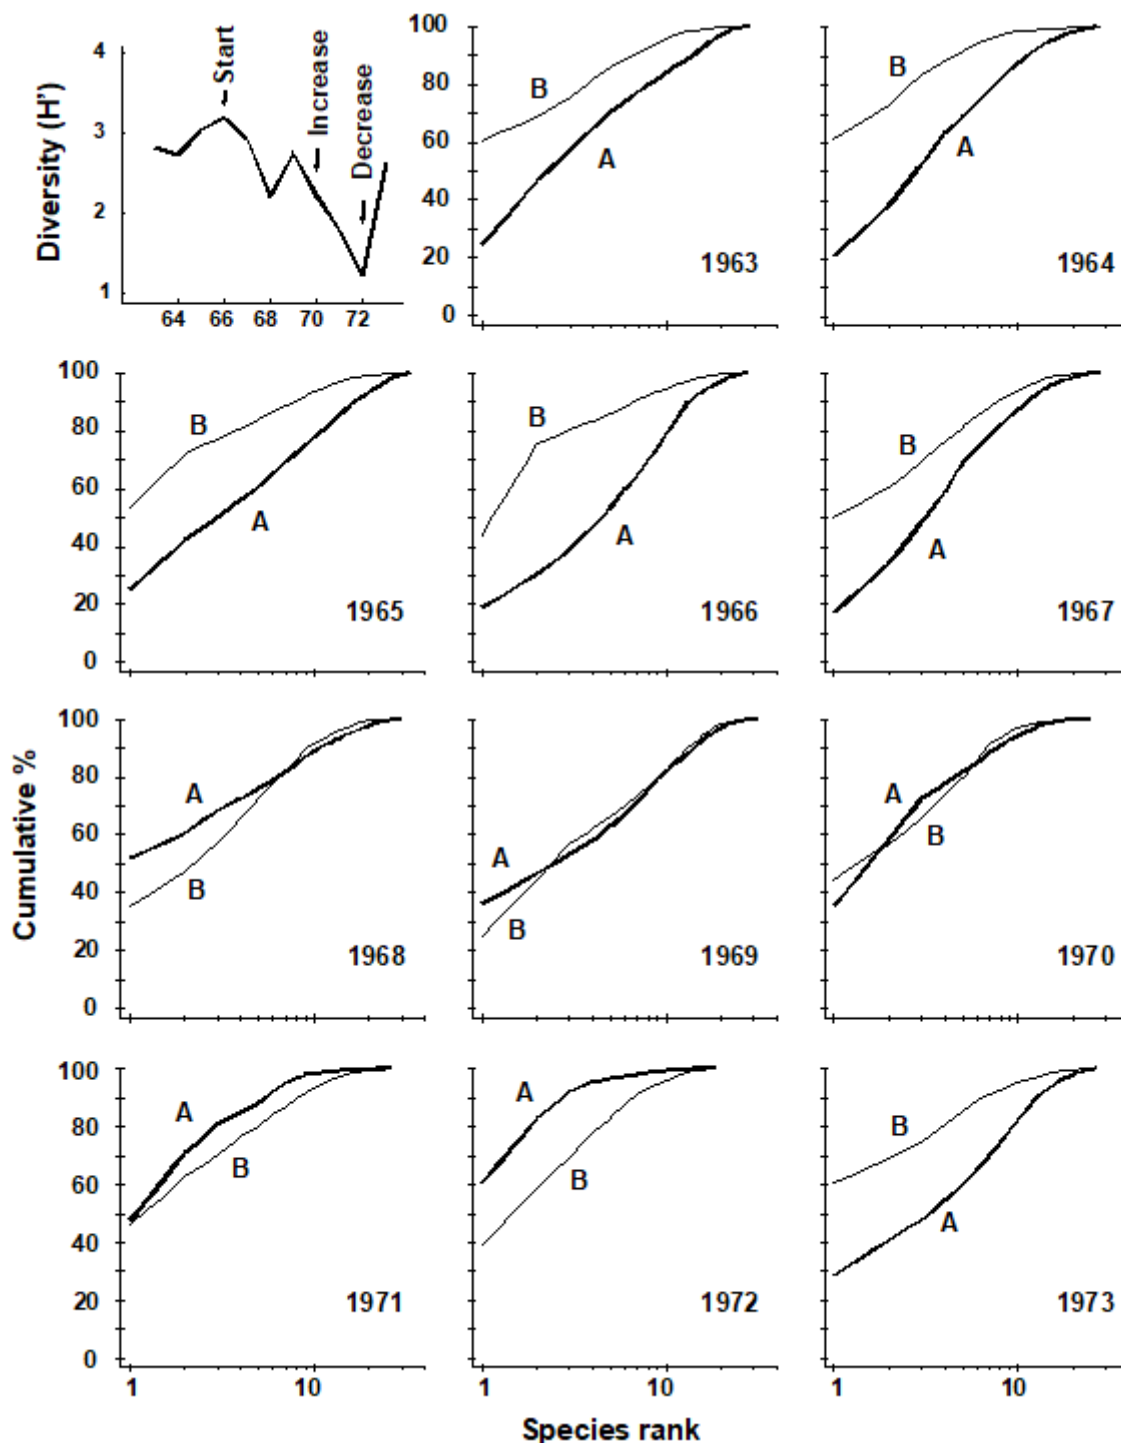 Diversity (H')
4
3
2
1
64 66 68 70 72
Start
Increase
Decrease
100
80
60
40
20
0
B
A
1963
B
A
1964
100
80
60
40
20
0
B
A
1965
B
A
1966
B
A
1967
Cumulative %
100
80
60
40
20
0
A
B
1968
A
B
1969
A
B
1970
100
80
60
40
20
0
A
B
1971
A
B
1972
B
A
1973
1 10
1 10
1 10
Species rank